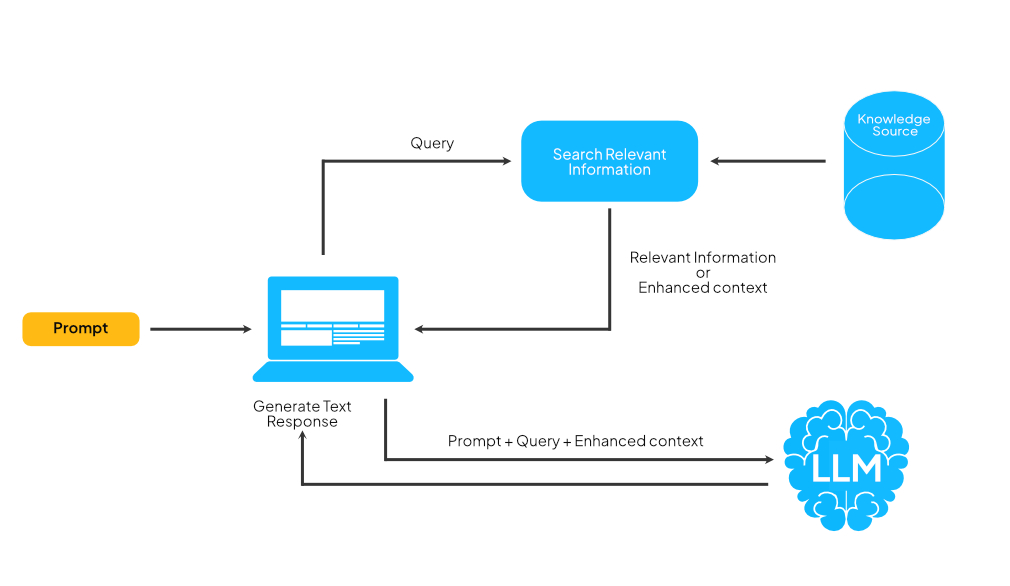 Knowledge
Source
Query
Search Relevant
Information
Relevant Information
or
Enhanced context
Prompt
Generate Text
Response
Prompt + Query + Enhanced context
LLM